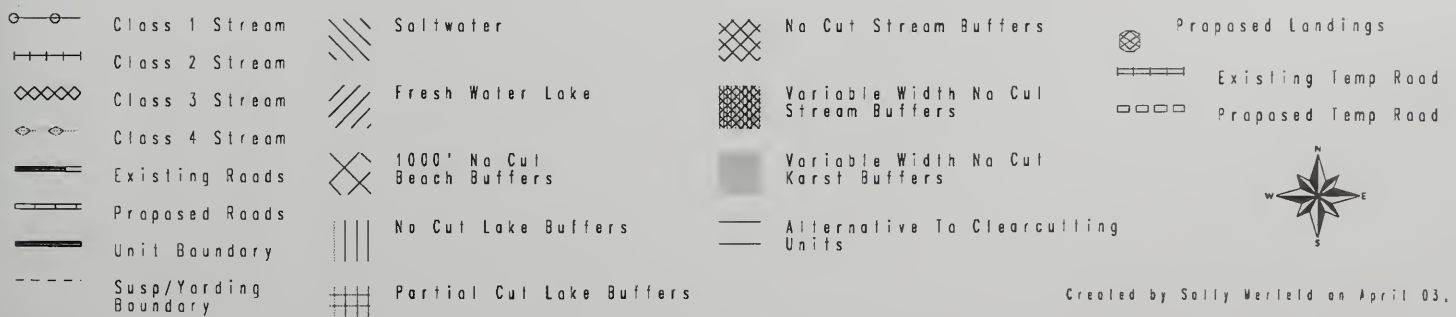 Class 1 Stream
Class 2 Stream
Class 3 Stream
Class 4 Stream
Existing Roads
Proposed Roads
Unit Boundary
Susp/Yarding
Boundary
Saltwater
Fresh Water Lake
1000' No Cut
Beach Buffers
No Cut Lake Buffers
Partial Cut Lake Buffers
No Cut Stream Buffers
Variable Width No Cut
Stream Buffers
Variable Width No Cut
Karst Buffers
Alternative To Clearcutting
Units
Proposed Landings
Existing Temp Road
Proposed Temp Road
N
W E
S
Created by Sally Werfeld on April 03,